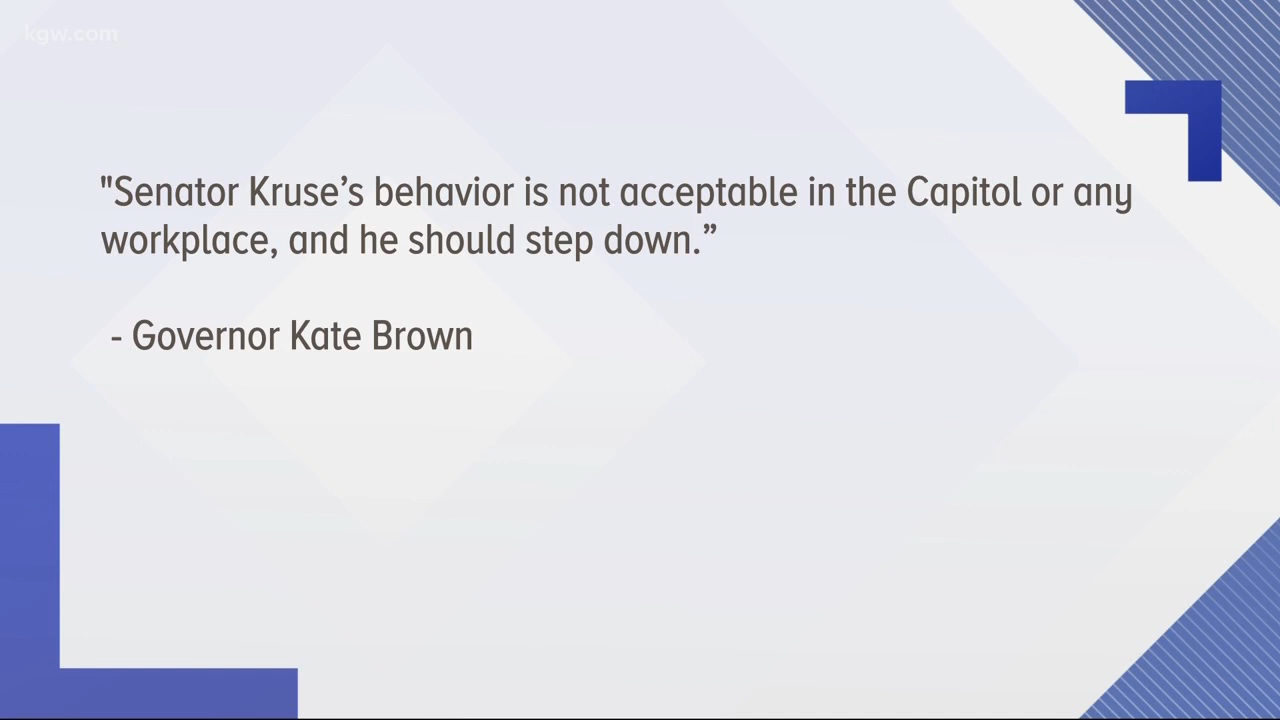 kgw.com
"Senator Kruse’s behavior is not acceptable in the Capitol or any
workplace, and he should step down.”
- Governor Kate Brown